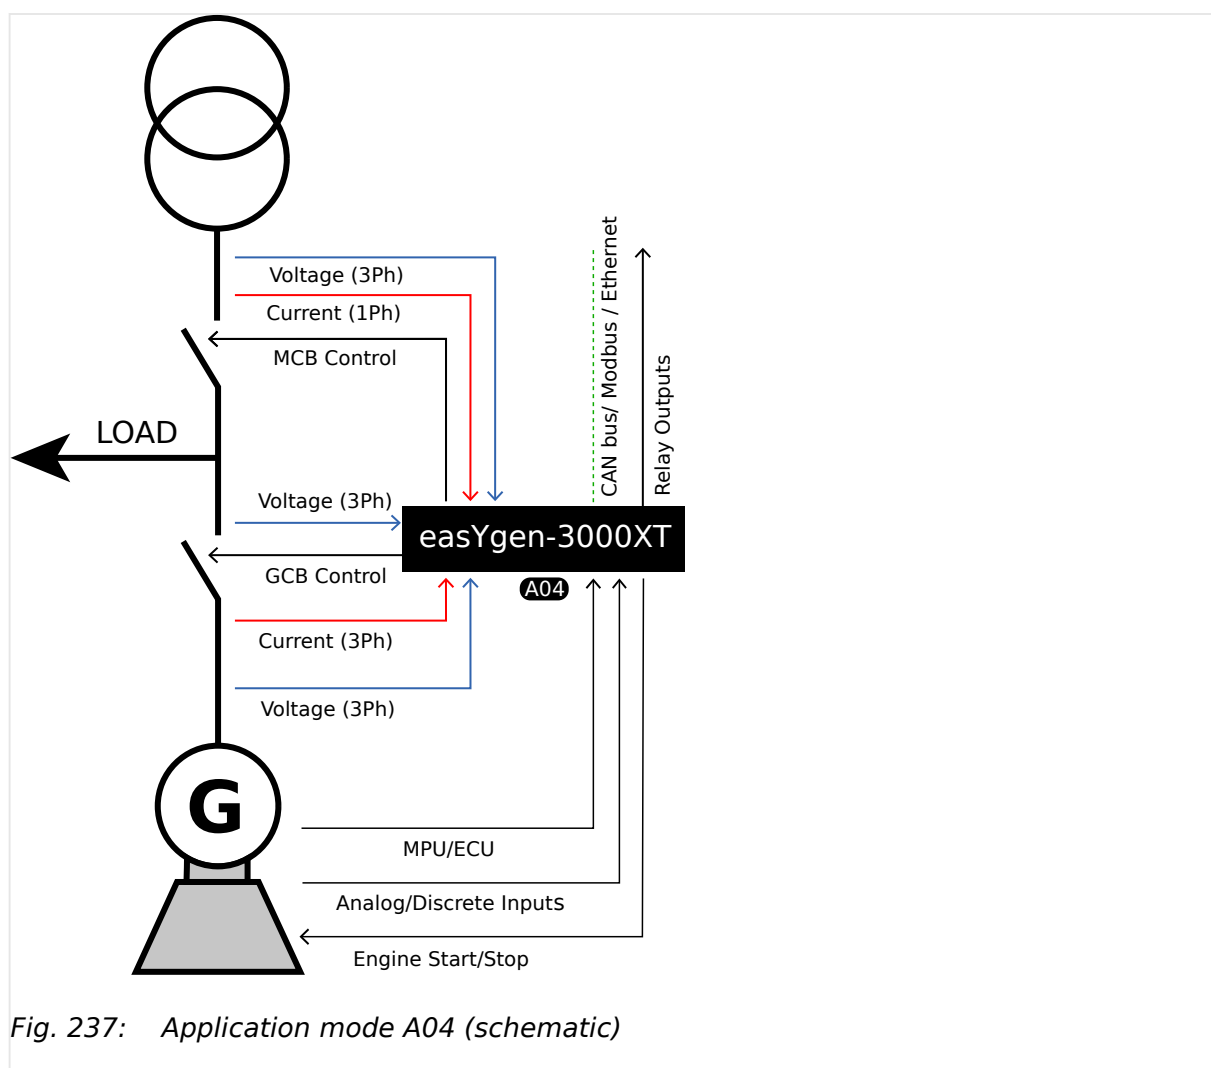 Voltage (3Ph)
Current (1Ph)
MCB Control
CAN bus/ Modbus / Ethernet
Relay Outputs
LOAD
Voltage (3Ph)
easYgen-3000XT
GCB Control
A04
Current (3Ph)
Voltage (3Ph)
G
MPU/ECU
Analog/Discrete Inputs
Engine Start/Stop
Fig. 237: Application mode A04 (schematic)